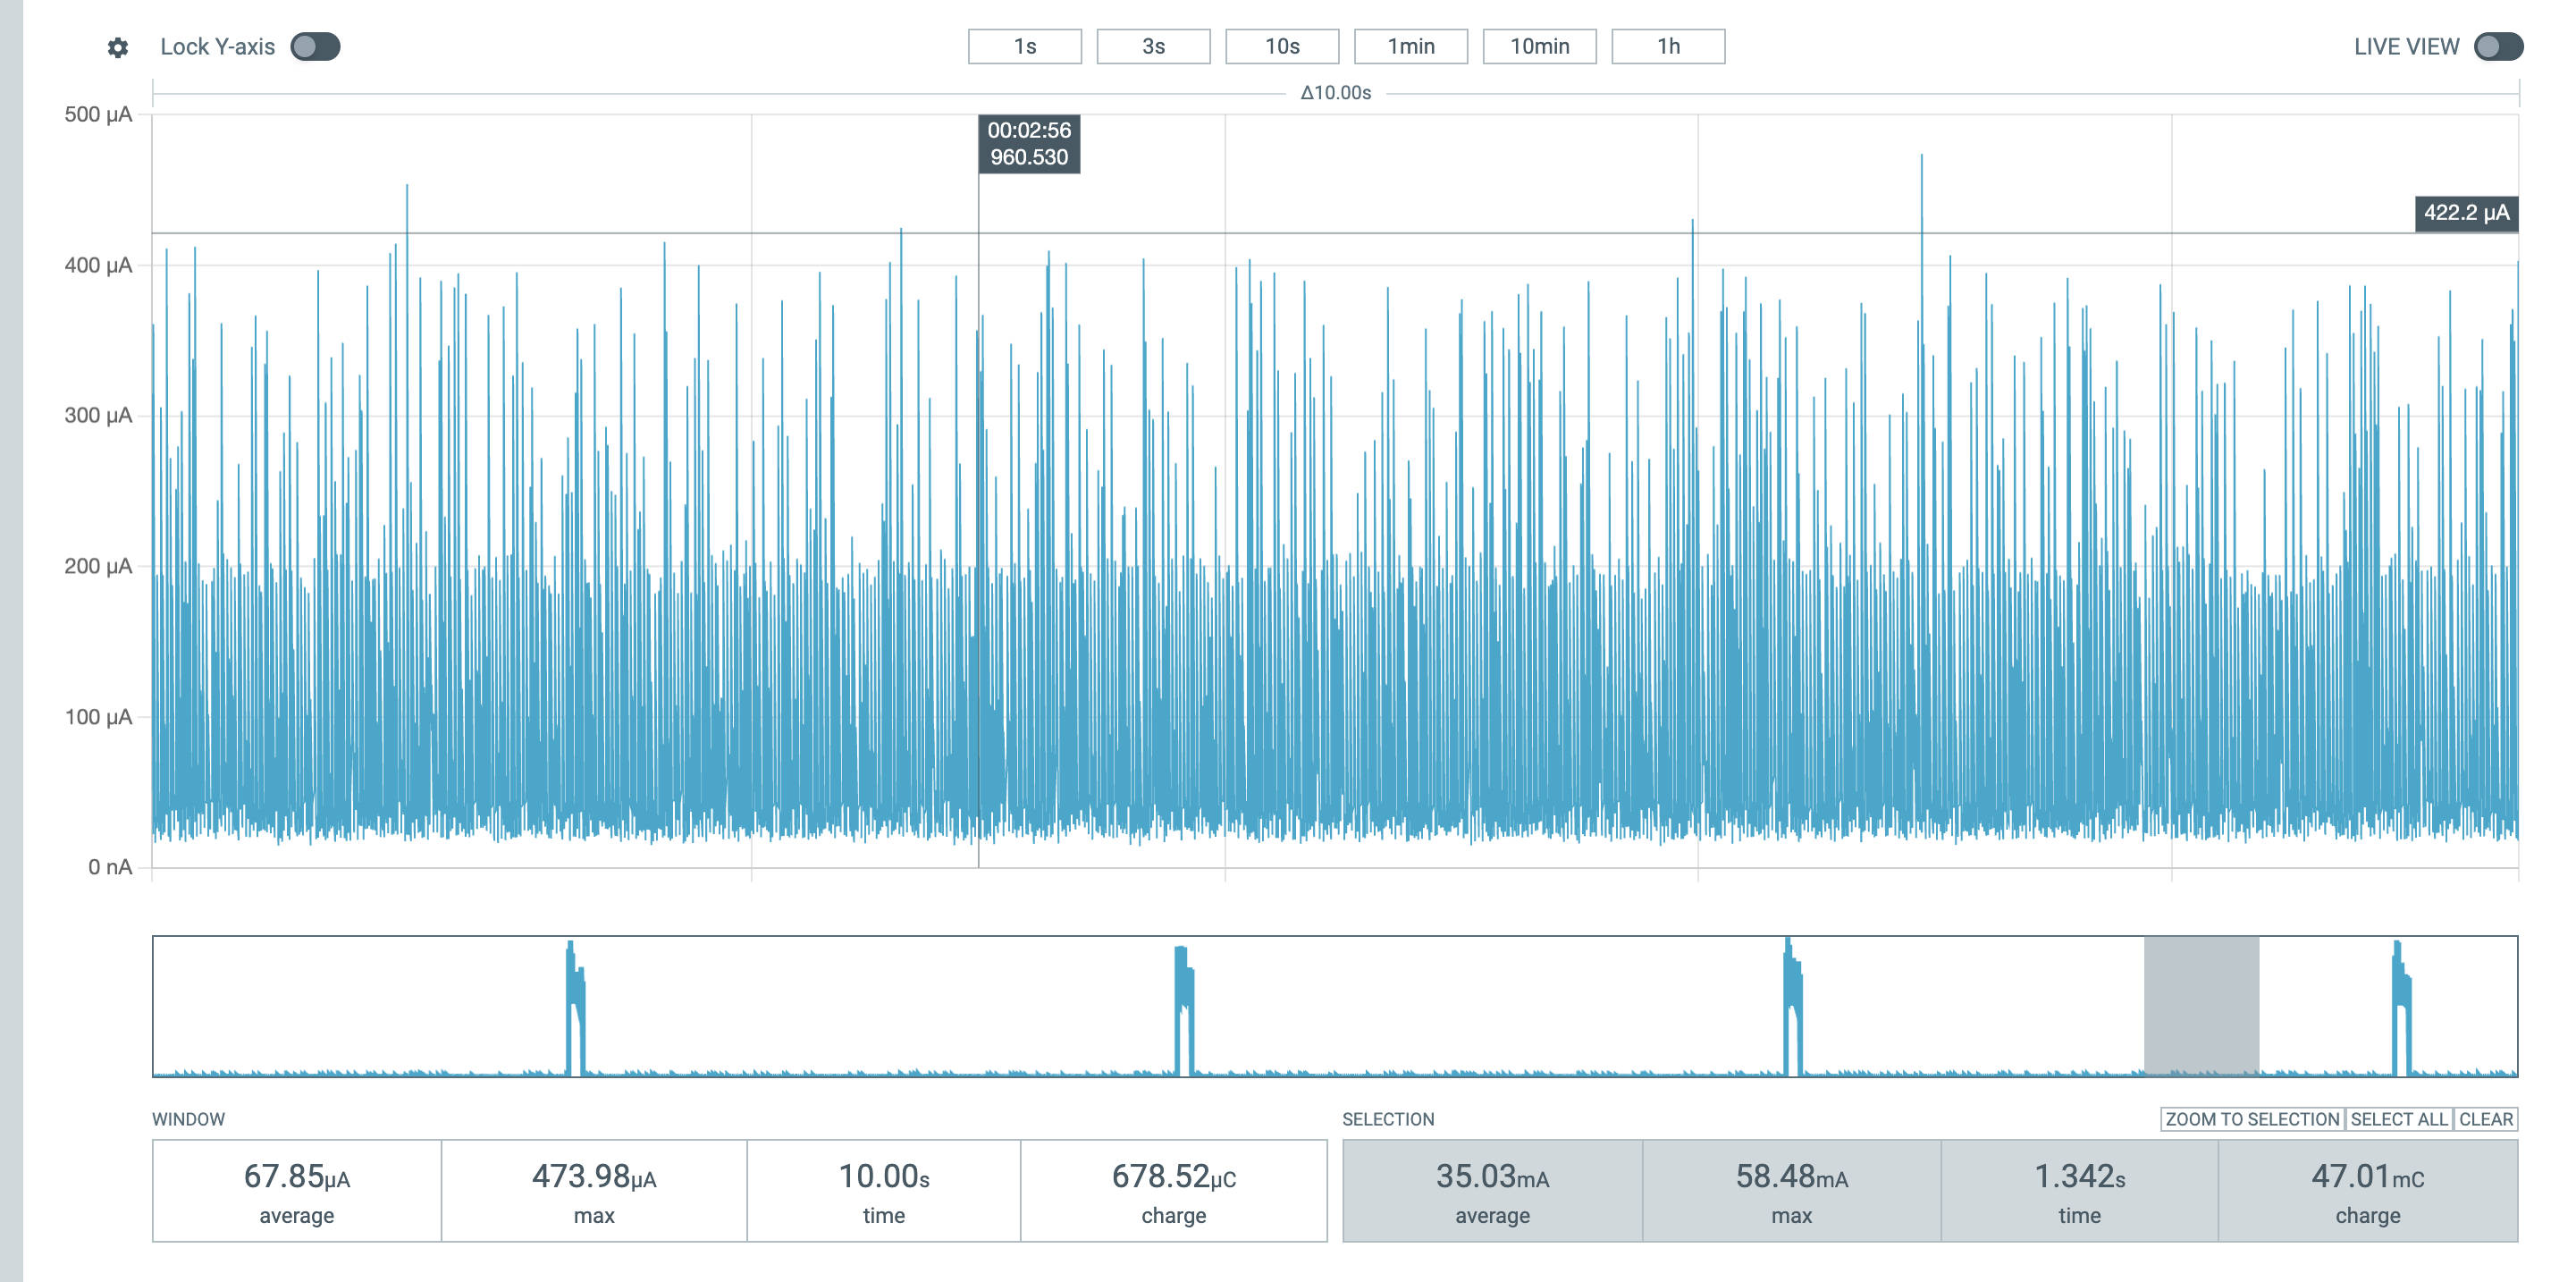 Lock Y-axis
1s 3s 10s 1min 10min 1h
LIVE VIEW
Δ10.00s
500 µA
00:02:56
960.530
422.2 µA
400 µA
300 µA
200 µA
100 µA
0 nA
WINDOW
SELECTION
ZOOM TO SELECTION SELECT ALL CLEAR
67.85µA 473.98µA 10.00s 678.52µC
average max time charge
35.03mA 58.48mA 1.342s 47.01mC
average max time charge